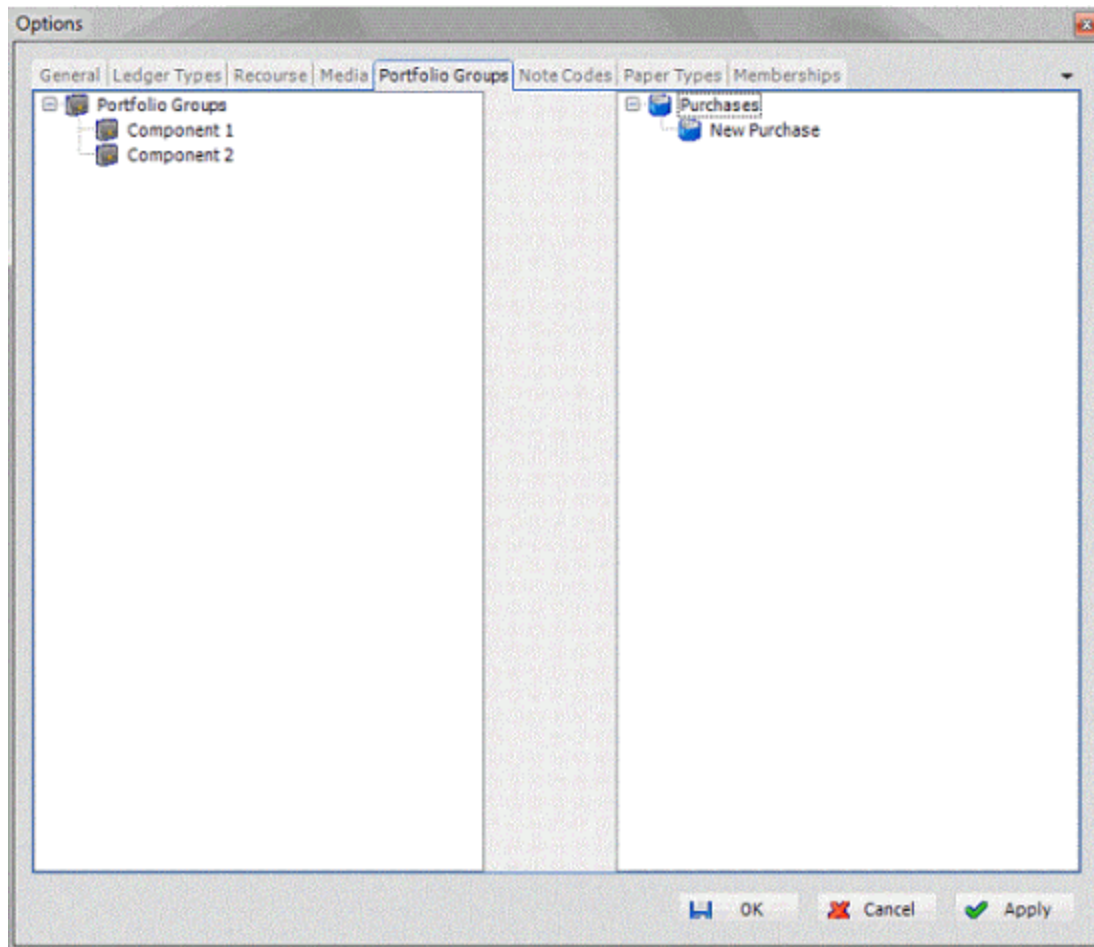 Options
General Ledger Types Recourse Media Portfolio Groups Note Codes Paper Types Memberships
Portfolio Groups
Component 1
Component 2
Purchases
New Purchase
OK Cancel Apply